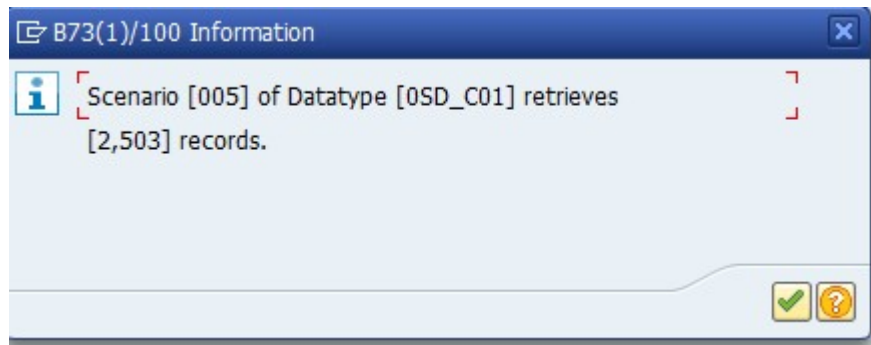 B73(1)/100 Information
Scenario [005] of Datatype [0SD_C01] retrieves
[2,503] records.